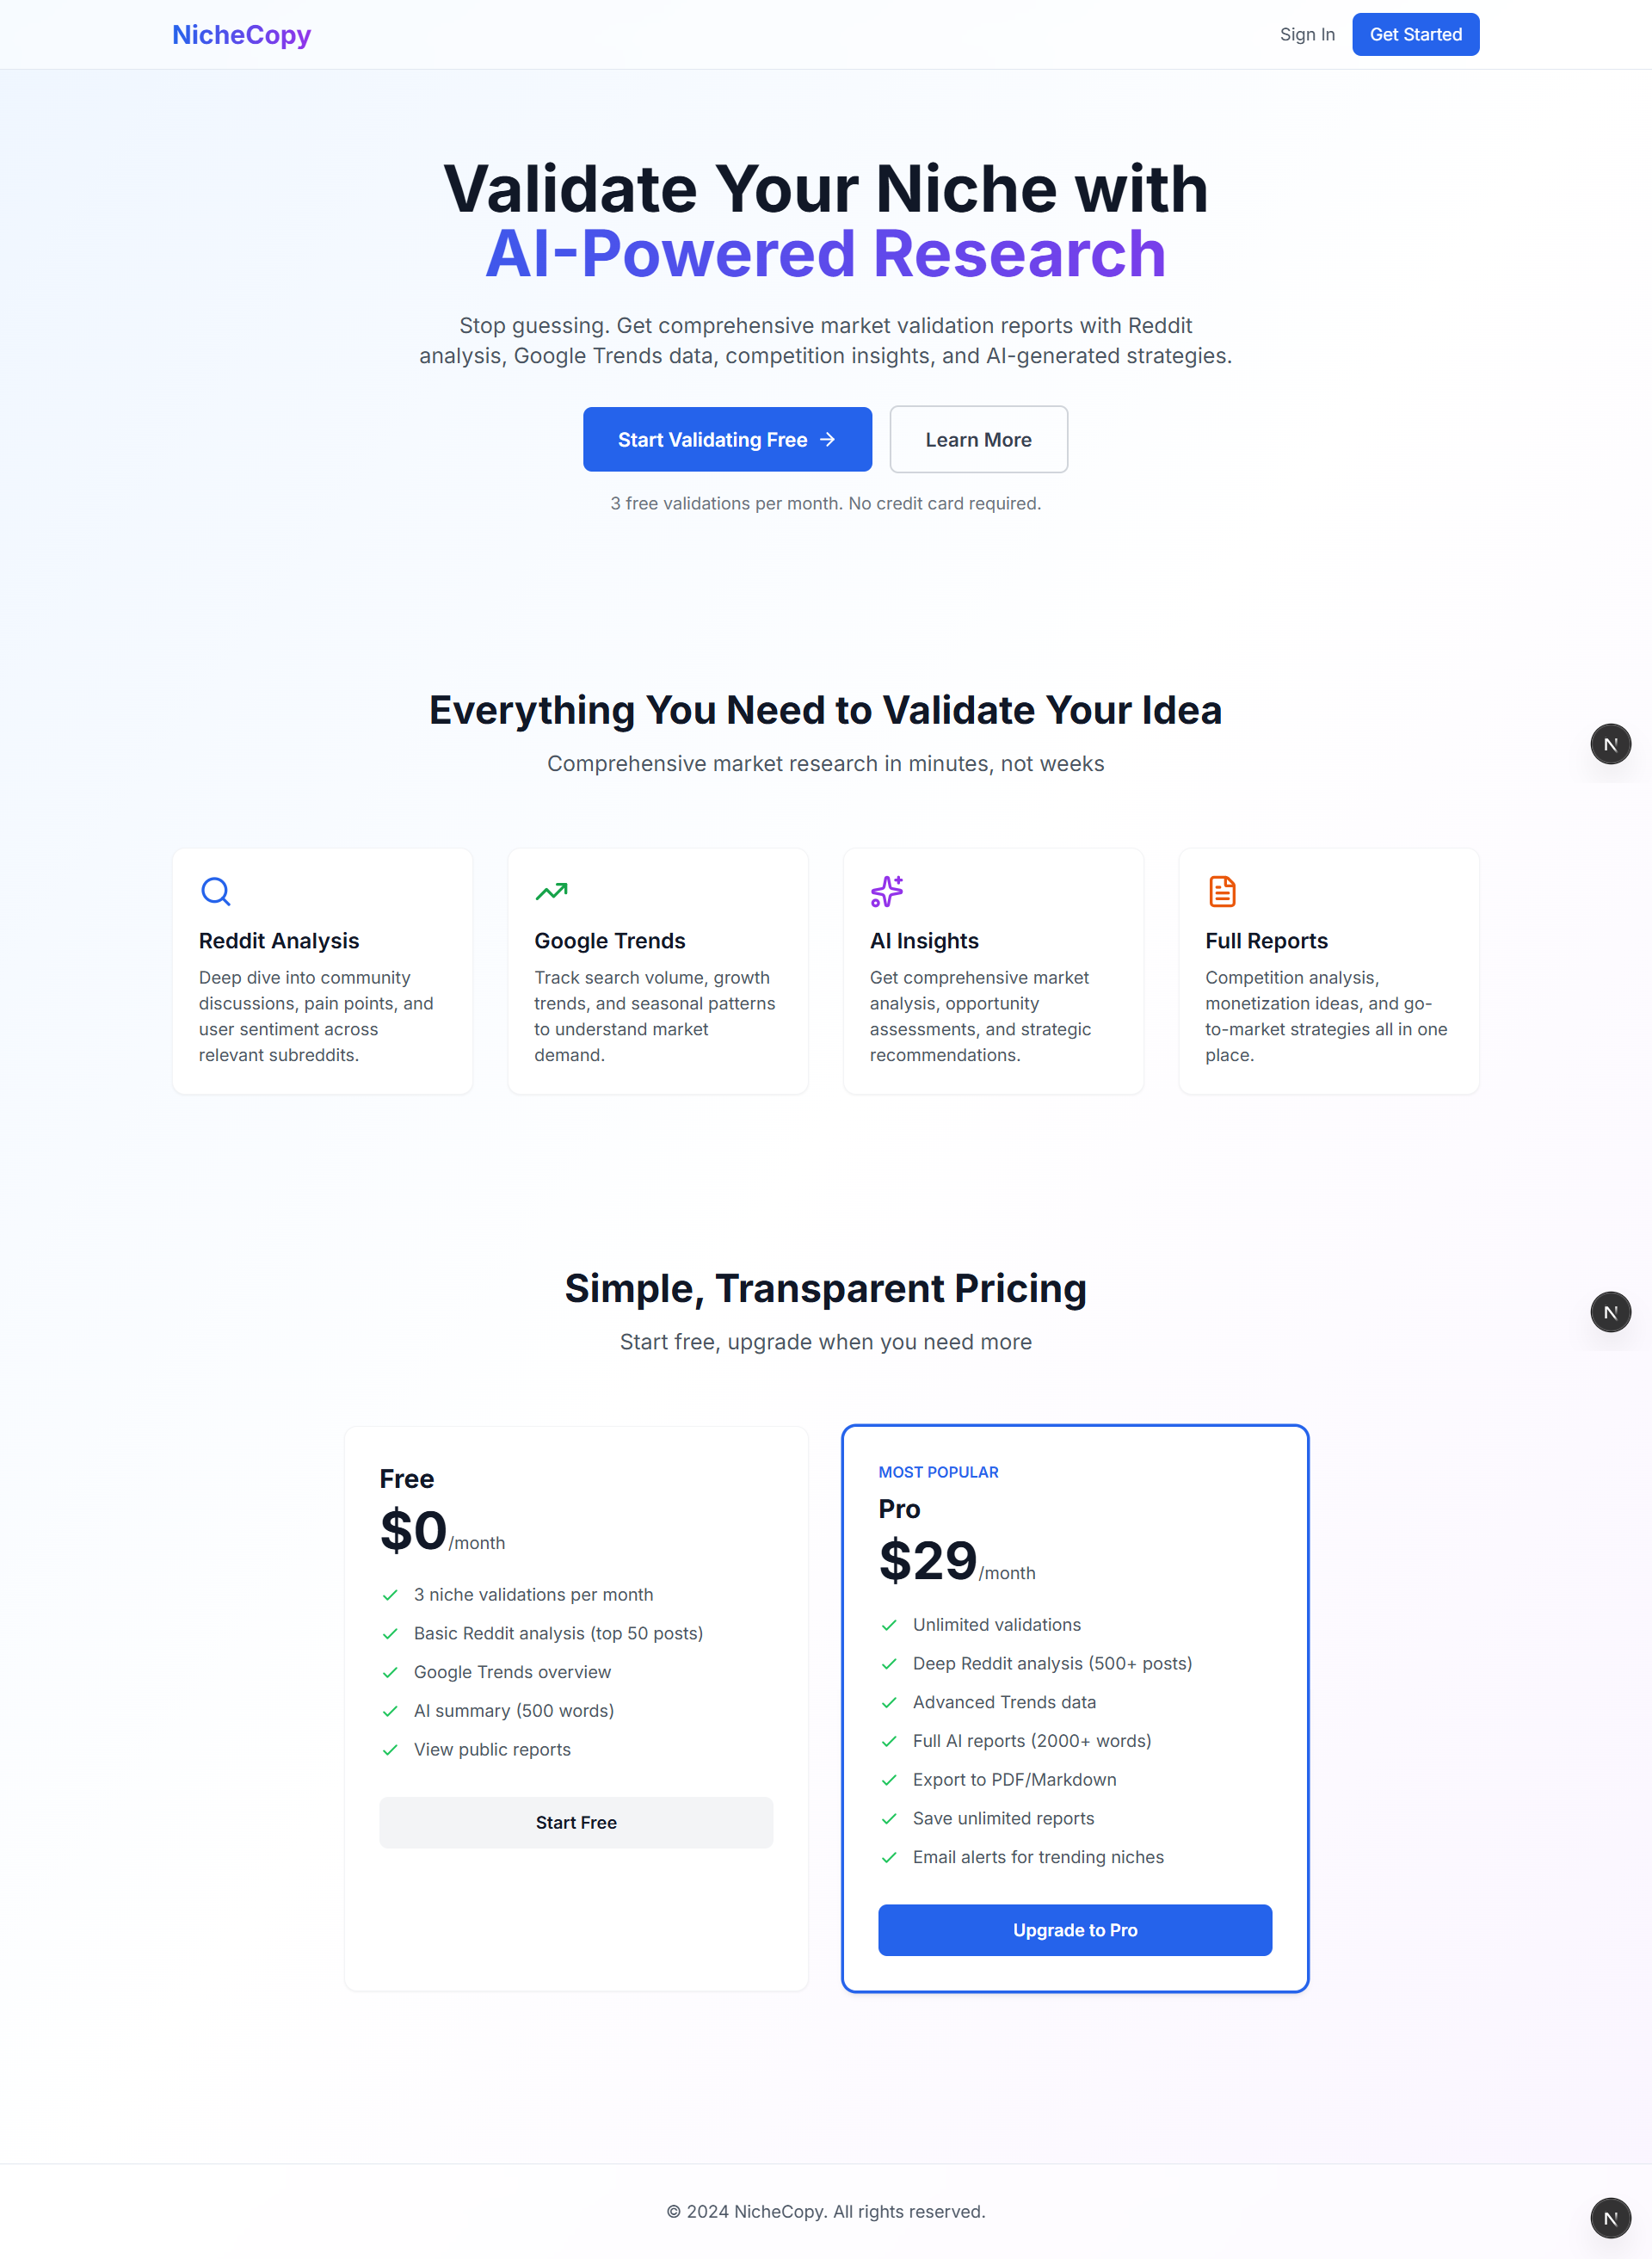 NicheCopy
Sign In
Get Started
Validate Your Niche with
AI-Powered Research
Stop guessing. Get comprehensive market validation reports with Reddit
analysis, Google Trends data, competition insights, and AI-generated strategies.
Start Validating Free →
Learn More
3 free validations per month. No credit card required.
Everything You Need to Validate Your Idea
Comprehensive market research in minutes, not weeks
N
Reddit Analysis
Deep dive into community
discussions, pain points, and
user sentiment across
relevant subreddits.
Google Trends
Track search volume, growth
trends, and seasonal patterns
to understand market
demand.
AI Insights
Get comprehensive market
analysis, opportunity
assessments, and strategic
recommendations.
Full Reports
Competition analysis,
monetization ideas, and go-
to-market strategies all in one
place.
Simple, Transparent Pricing
Start free, upgrade when you need more
N
Free
$0/month
3 niche validations per month
Basic Reddit analysis (top 50 posts)
Google Trends overview
AI summary (500 words)
View public reports
Start Free
MOST POPULAR
Pro
$29/month
Unlimited validations
Deep Reddit analysis (500+ posts)
Advanced Trends data
Full AI reports (2000+ words)
Export to PDF/Markdown
Save unlimited reports
Email alerts for trending niches
Upgrade to Pro
© 2024 NicheCopy. All rights reserved.
N